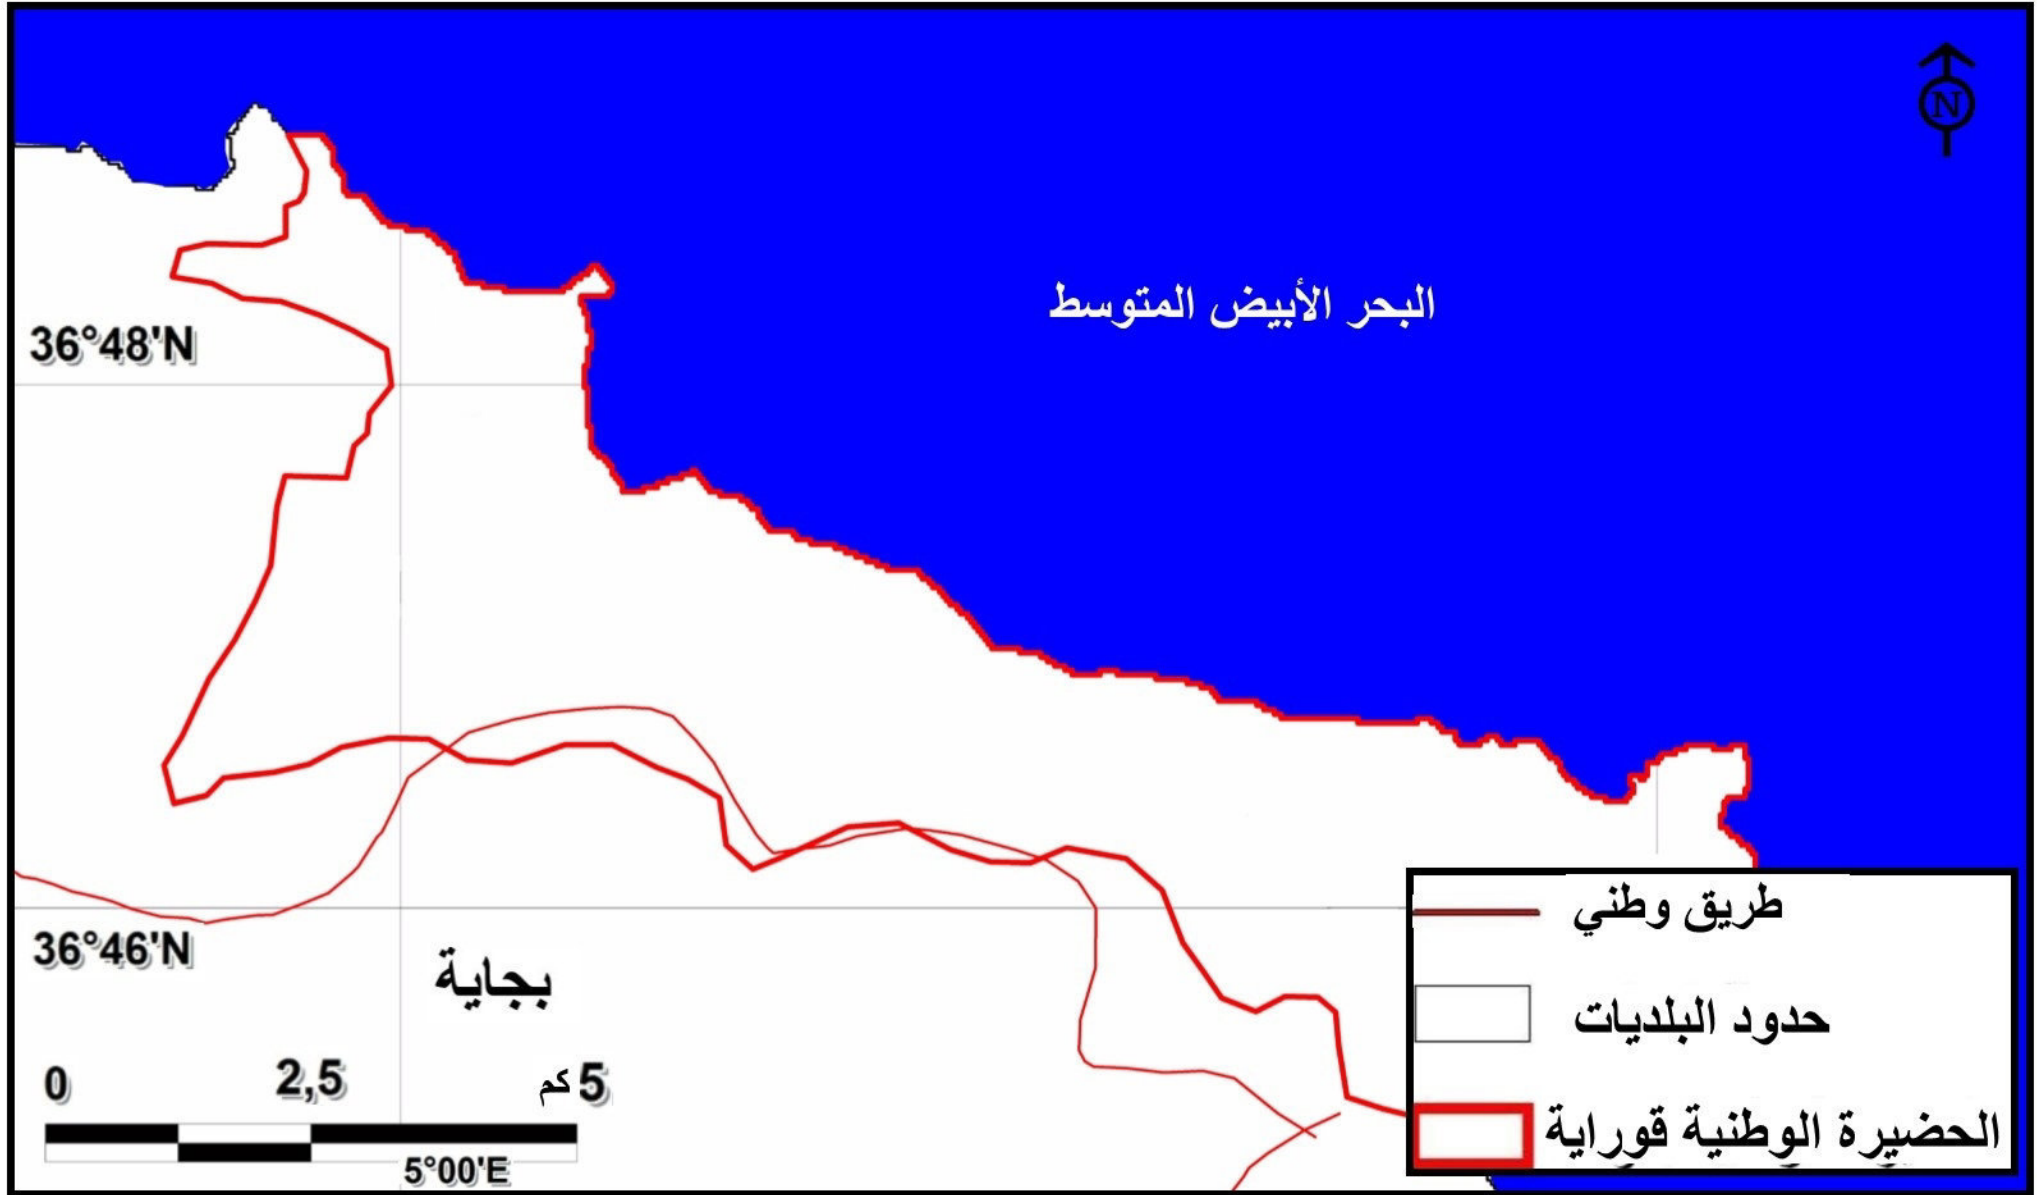 N
البحر الأبيض المتوسط
36°48'N
36°46'N
بجاية
0 2,5 5 كم
5°00'E
طريق وطني
حدود البلديات
الحضيرة الوطنية قوراية